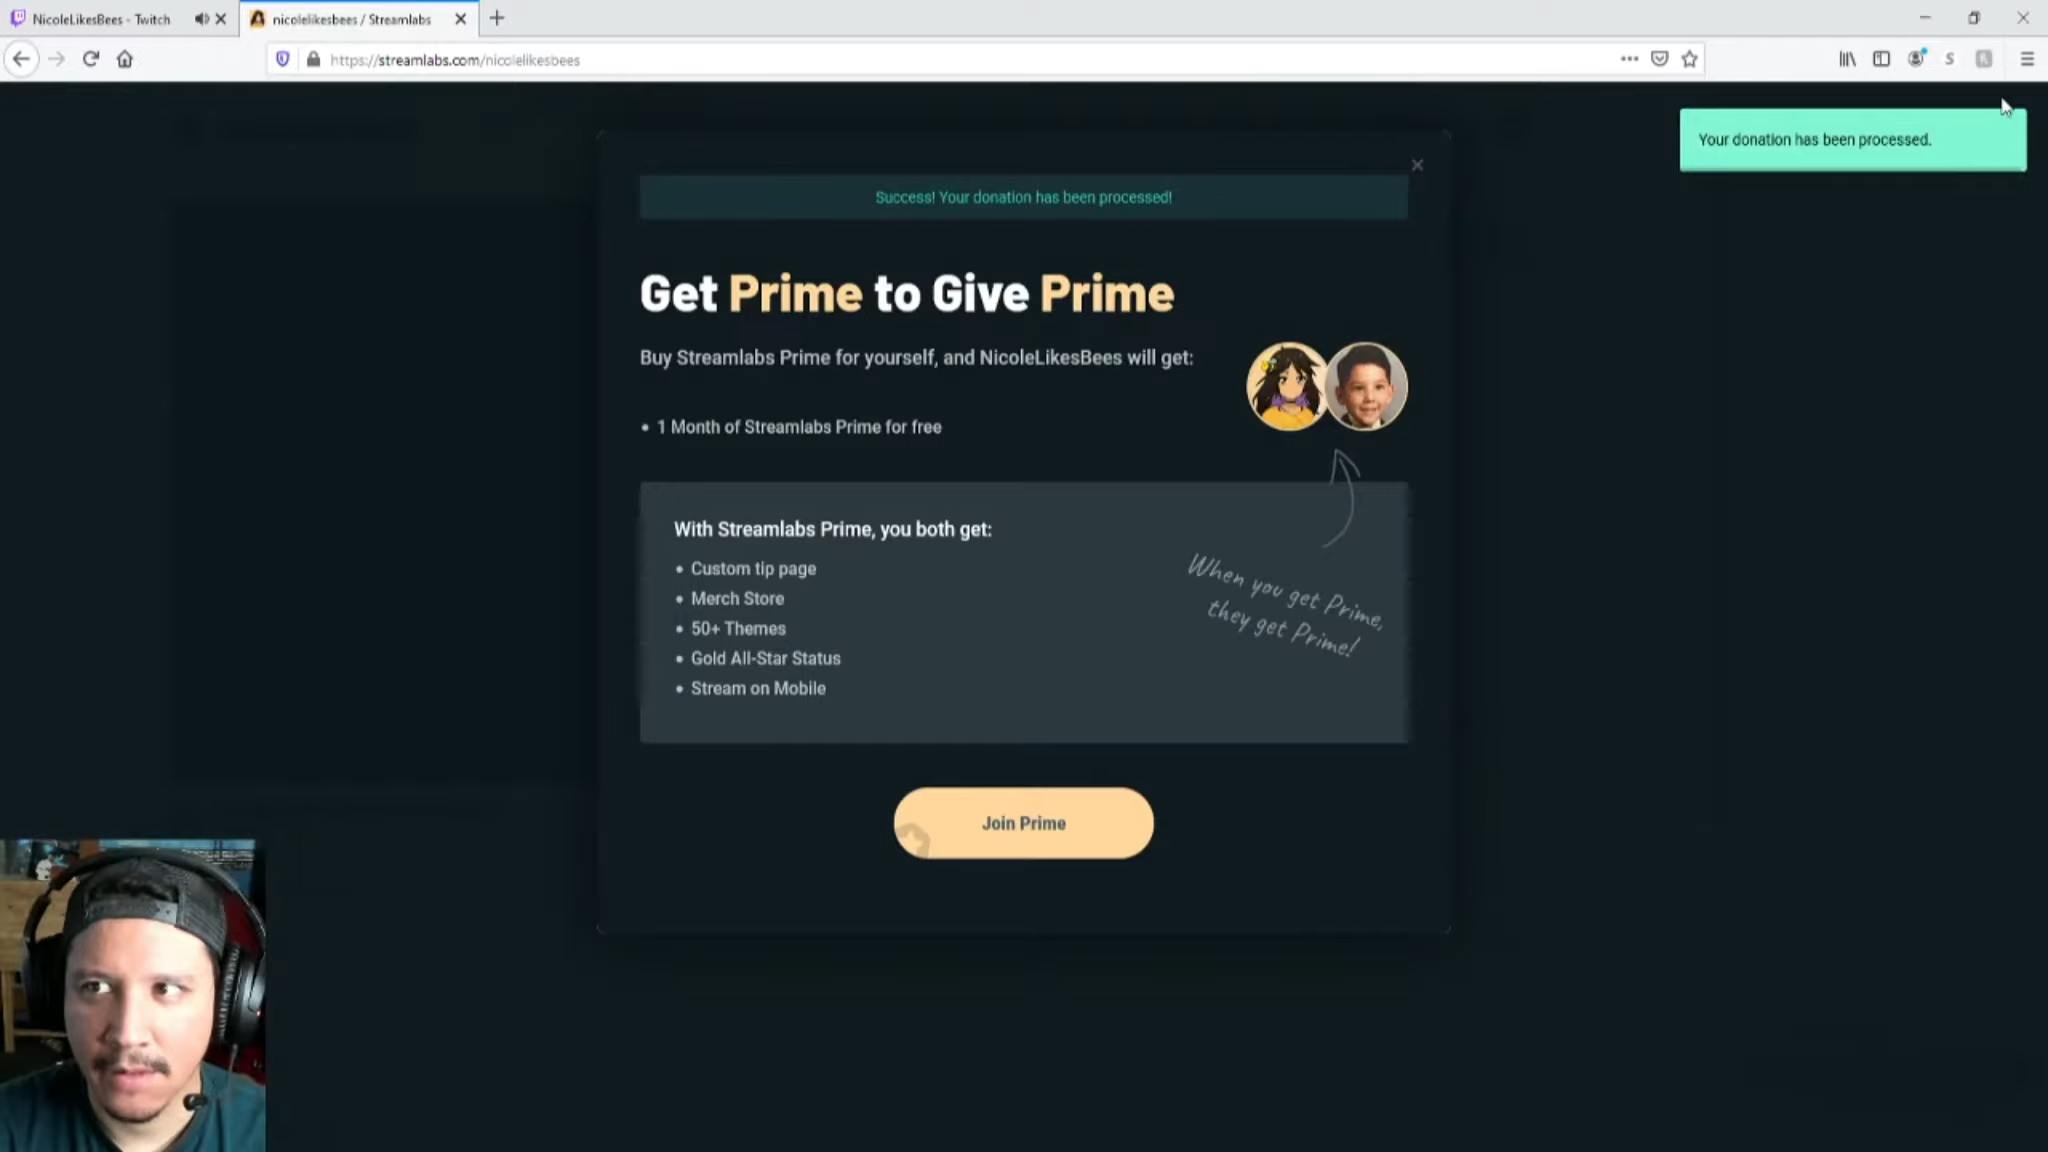 NicoleLikesBees - Twitch
nicolelikesbees / Streamlabs
https://streamlabs.com/nicolelikesbees
Your donation has been processed.
Success! Your donation has been processed!
Get Prime to Give Prime
Buy Streamlabs Prime for yourself, and NicoleLikesBees will get:
• 1 Month of Streamlabs Prime for free
With Streamlabs Prime, you both get:
• Custom tip page
• Merch Store
• 50+ Themes
• Gold All-Star Status
• Stream on Mobile
When you get Prime,
they get Prime!
Join Prime